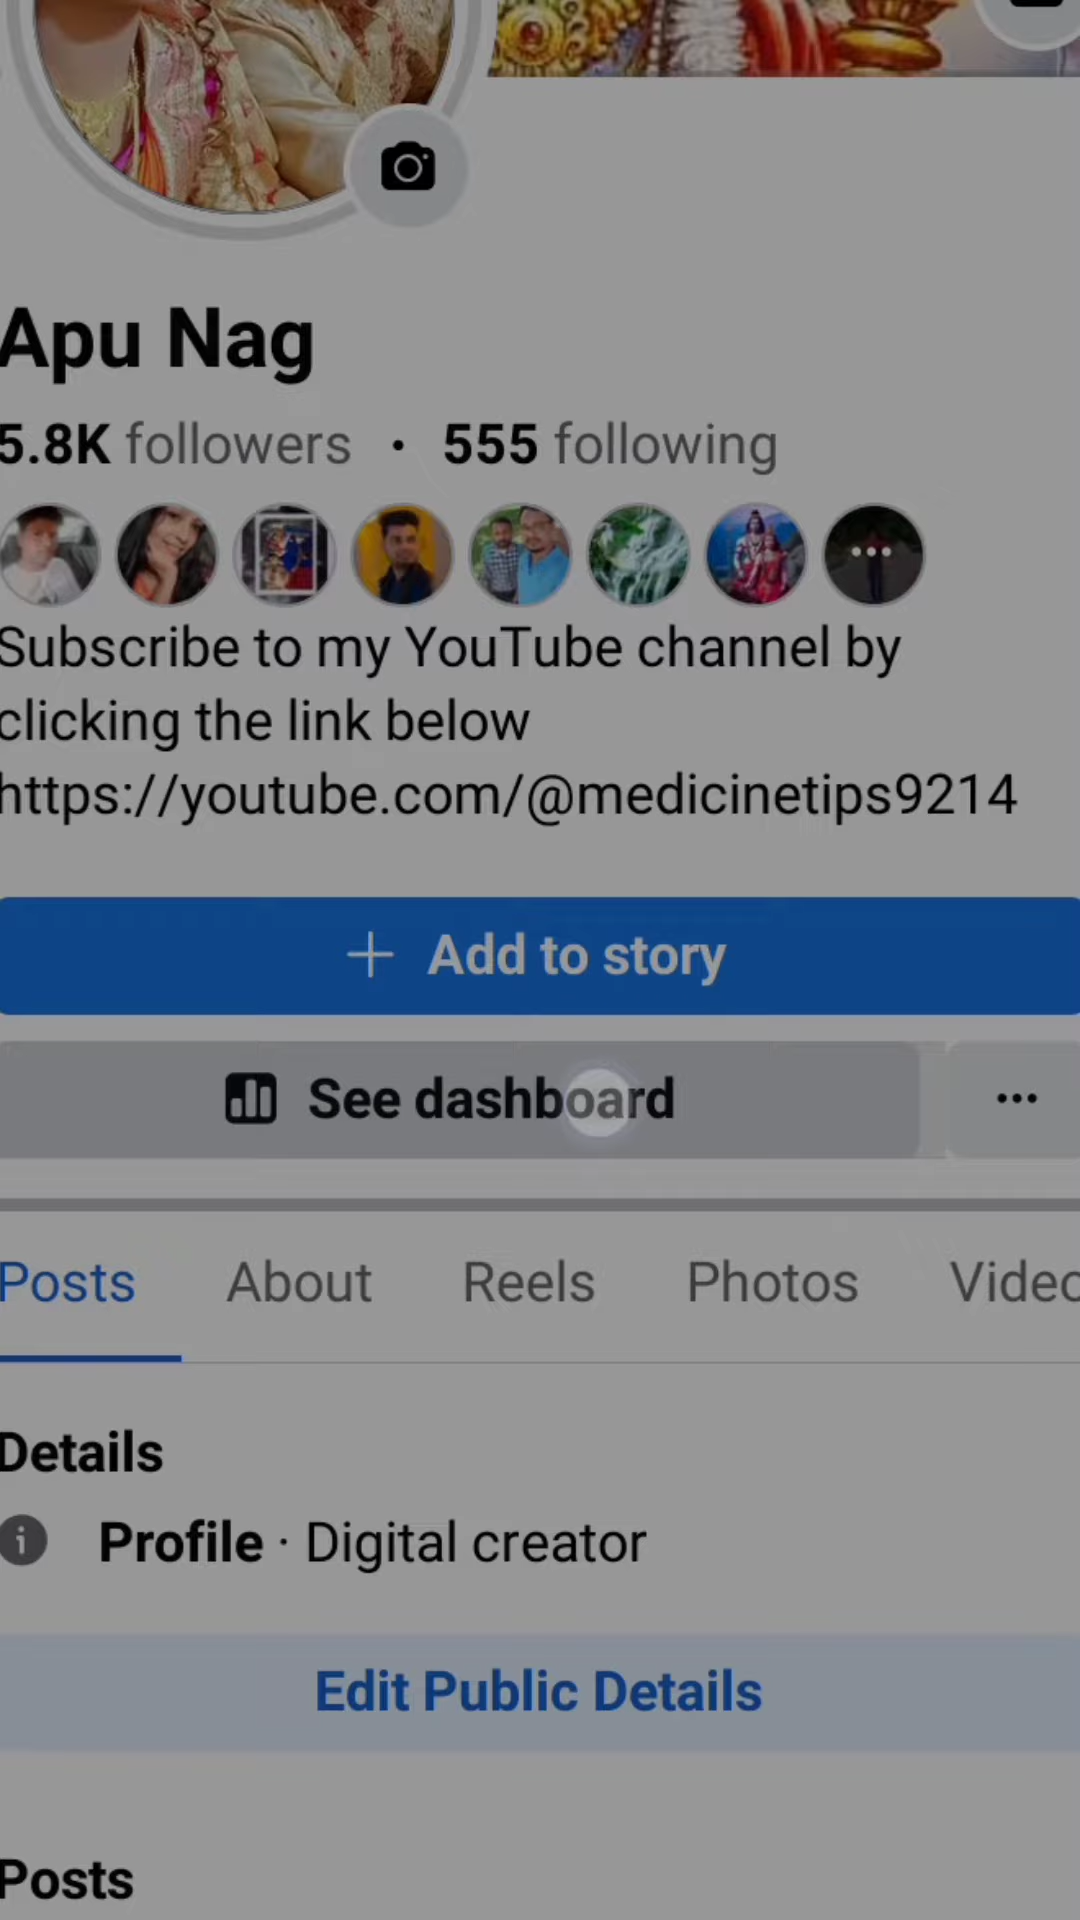 Apu Nag
5.8K followers · 555 following
Subscribe to my YouTube channel by
clicking the link below
https://youtube.com/@medicinetips9214
+ Add to story
See dashboard ...
Posts About Reels Photos Video
Details
Profile · Digital creator
Edit Public Details
Posts